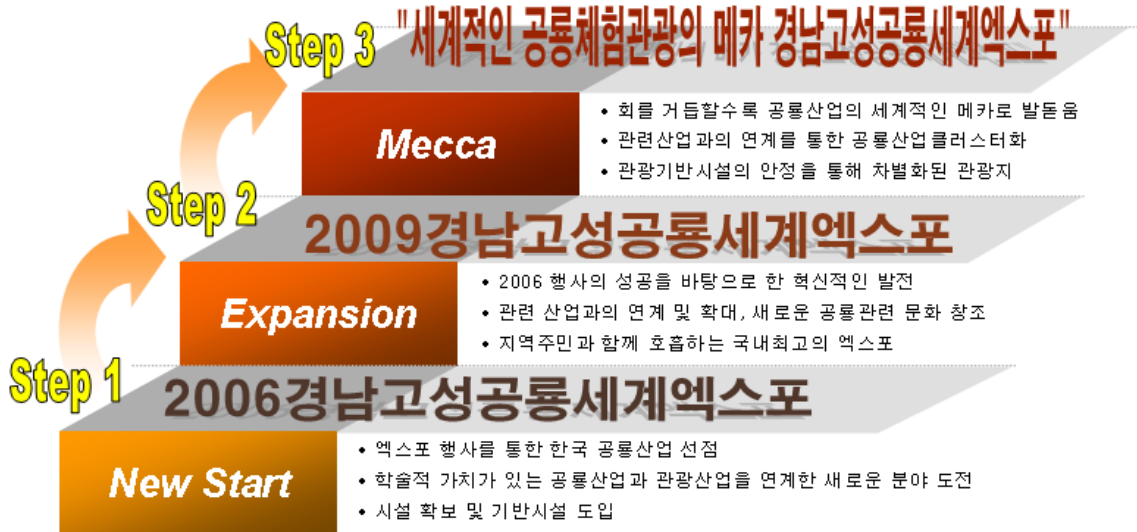 Step 3
"세계적인 공룡체험관광의 메카 경남고성공룡세계엑스포"
Mecca
• 회를 거듭할수록 공룡산업의 세계적인 메카로 발돋움
• 관련산업과의 연계를 통한 공룡산업클러스터화
• 관광기반시설의 안정을 통해 차별화된 관광지
Step 2
2009경남고성공룡세계엑스포
Expansion
• 2006 행사의 성공을 바탕으로 한 혁신적인 발전
• 관련 산업과의 연계 및 확대, 새로운 공룡관련 문화 창조
• 지역주민과 함께 호흡하는 국내최고의 엑스포
Step 1
2006경남고성공룡세계엑스포
New Start
• 엑스포 행사를 통한 한국 공룡산업 선점
• 학술적 가치가 있는 공룡산업과 관광산업을 연계한 새로운 분야 도전
• 시설 확보 및 기반시설 도입